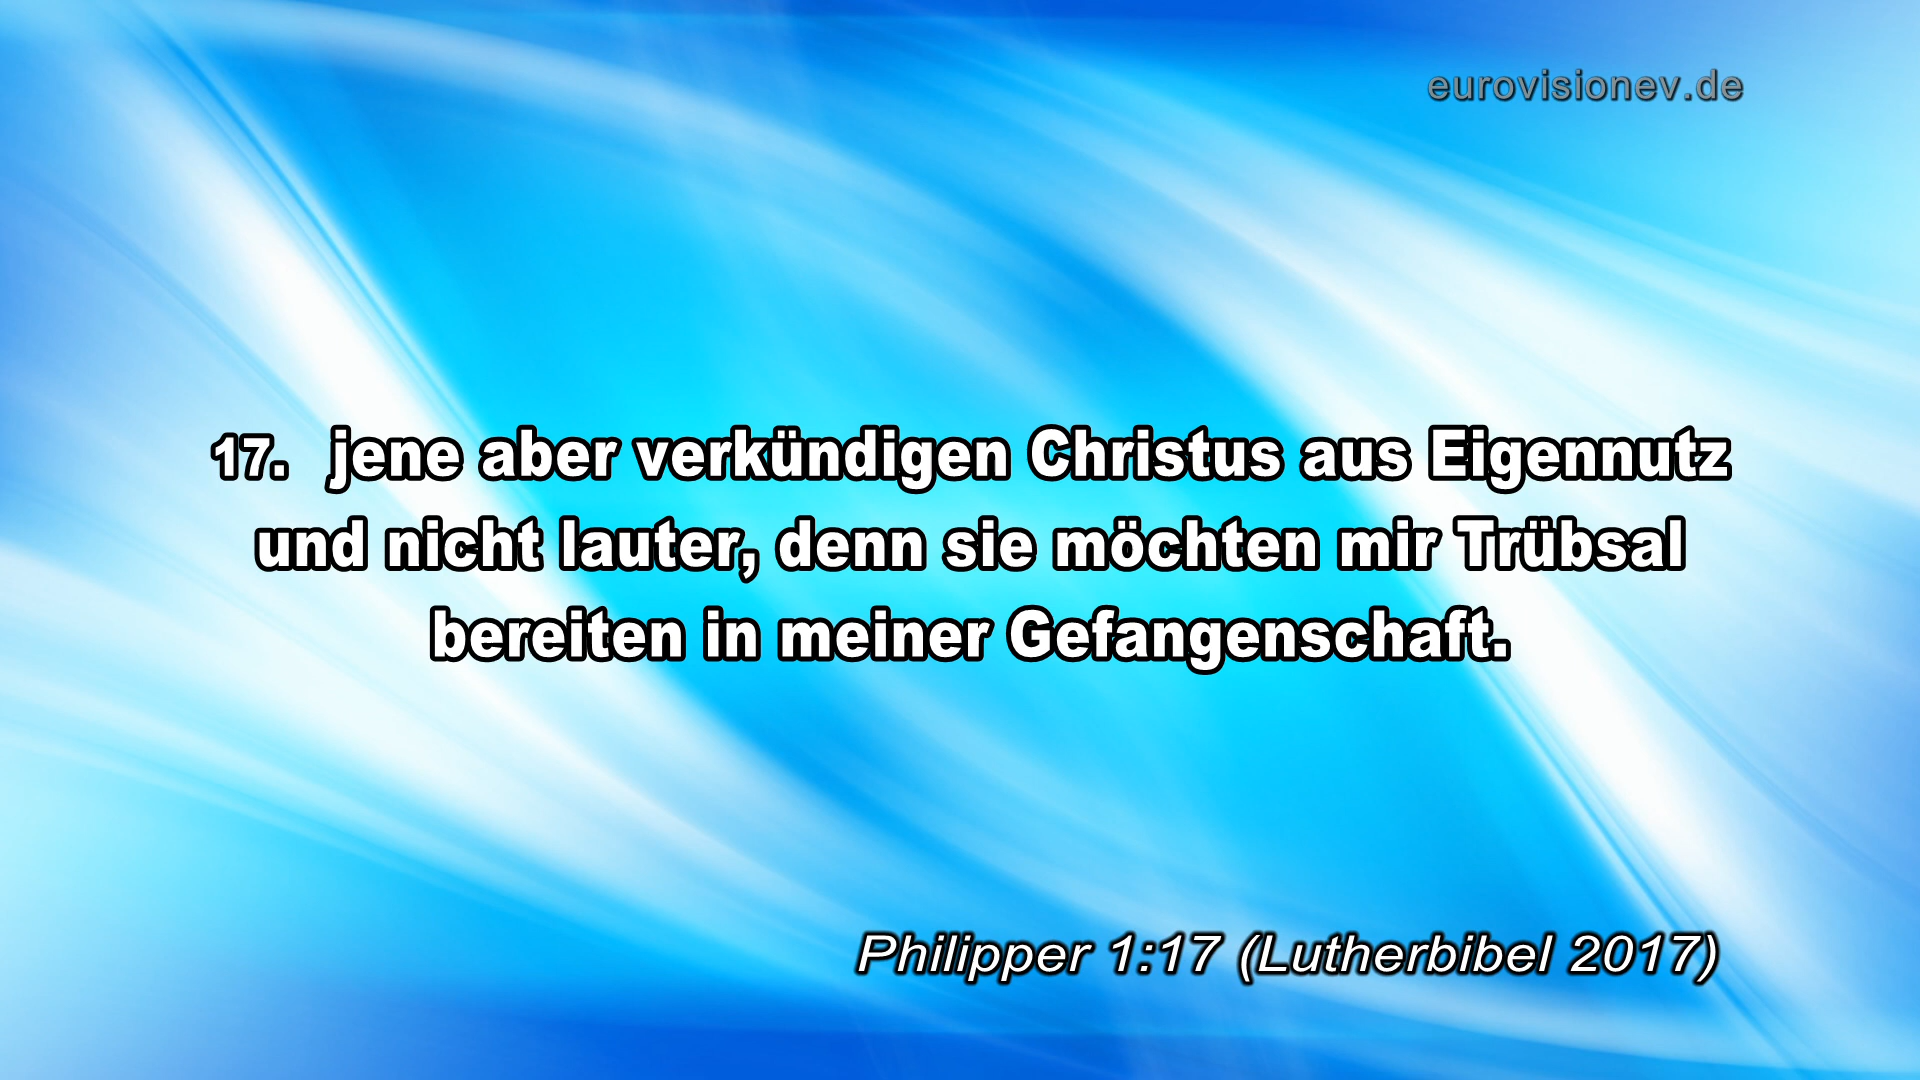 eurovisionev.de
17. jene aber verkündigen Christus aus Eigennutz
und nicht lauter, denn sie möchten mir Trübsal
bereiten in meiner Gefangenschaft.
Philipper 1:17 (Lutherbibel 2017)